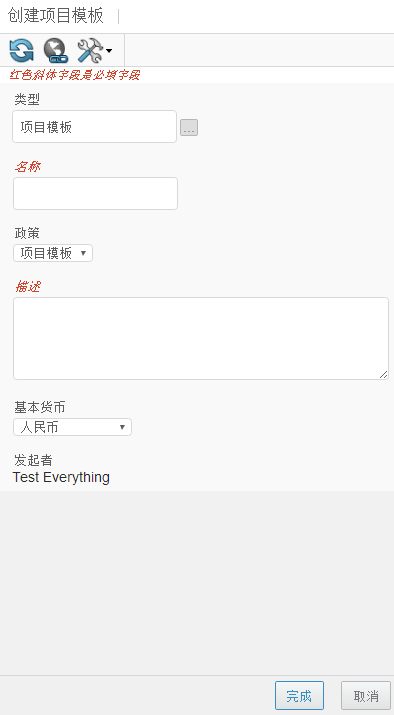 创建项目模板
红色斜体字段是必填字段
类型
项目模板
...
名称
政策
项目模板
描述
基本货币
人民币
发起者
Test Everything
完成 取消